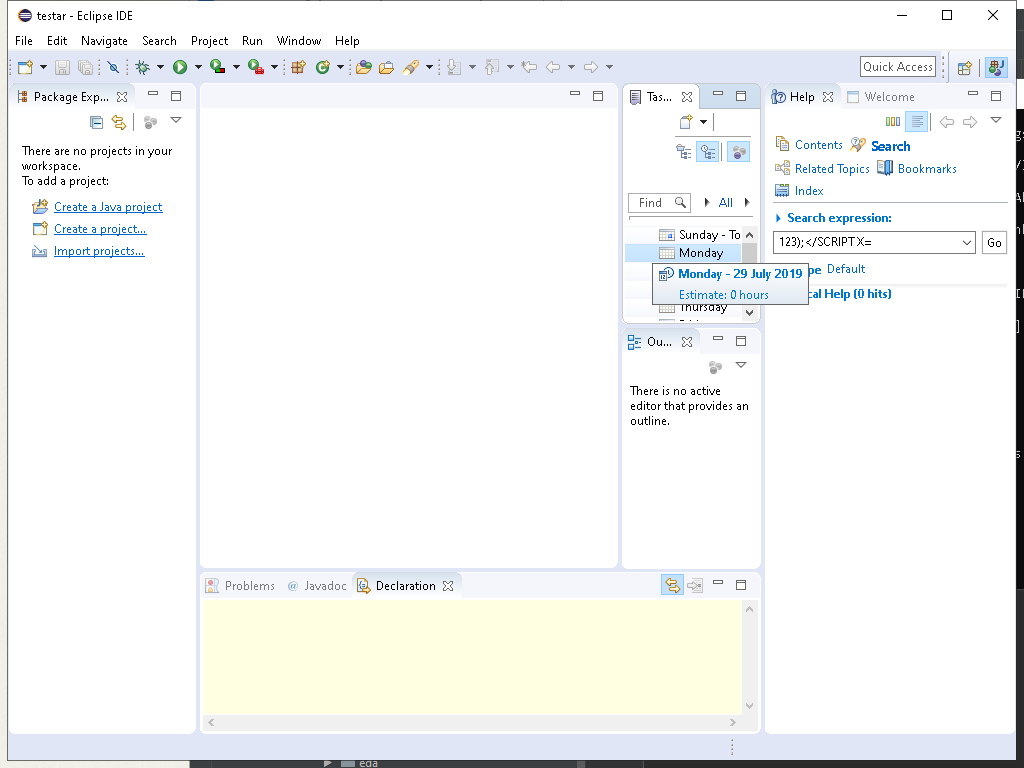 testar - Eclipse IDE
File Edit Navigate Search Project Run Window Help
Quick Access
Package Exp...
There are no projects in your
workspace.
To add a project:
Create a Java project
Create a project...
Import projects...
Tas...
Find
All
Sunday - To
Monday
Monday - 29 July 2019
Estimate: 0 hours
Thursday
Ou...
There is no active
editor that provides an
outline.
Help Welcome
Contents Search
Related Topics Bookmarks
Index
Search expression:
123);</SCRIPTX=
Go
Default
Help (0 hits)
Problems @ Javadoc Declaration
eda